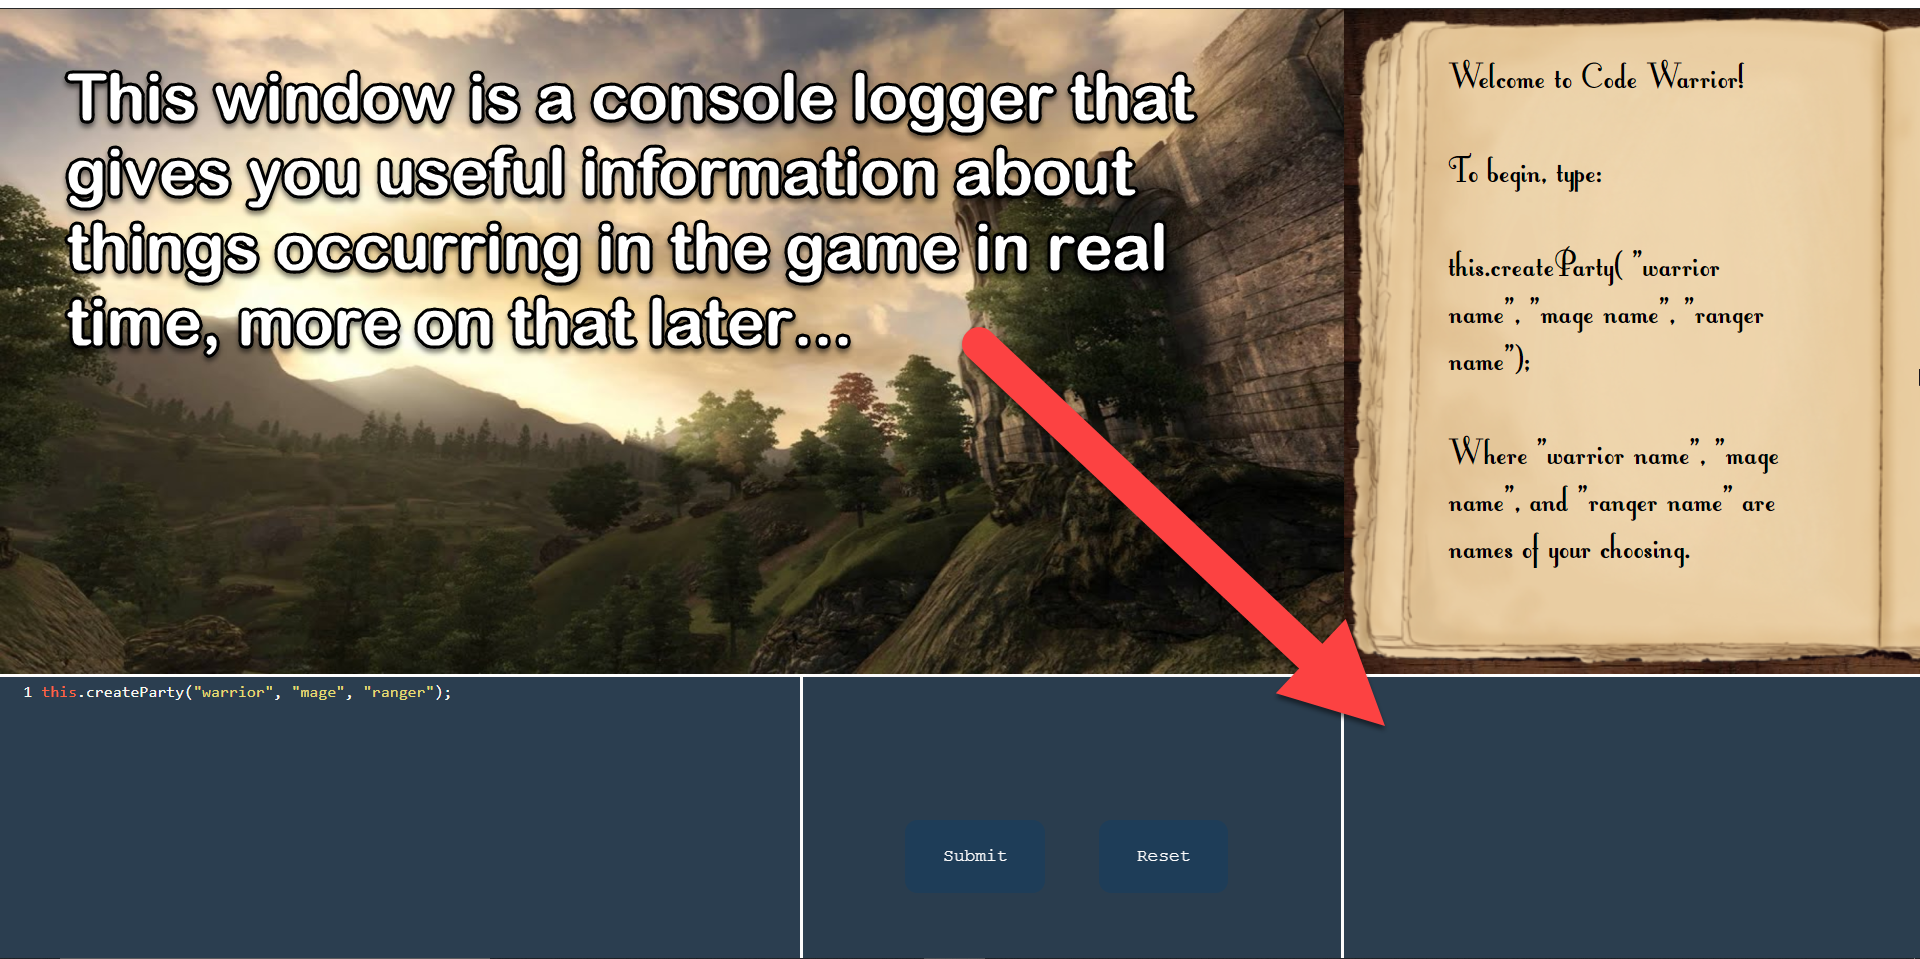 This window is a console logger that
gives you useful information about
things occurring in the game in real
time, more on that later...
Welcome to Code Warrior!
To begin, type:
this.createParty( "warrior
name", "mage name", "ranger
name");
Where "warrior name", "mage
name", and "ranger name" are
names of your choosing.
1 this.createParty("warrior", "mage", "ranger");
Submit
Reset